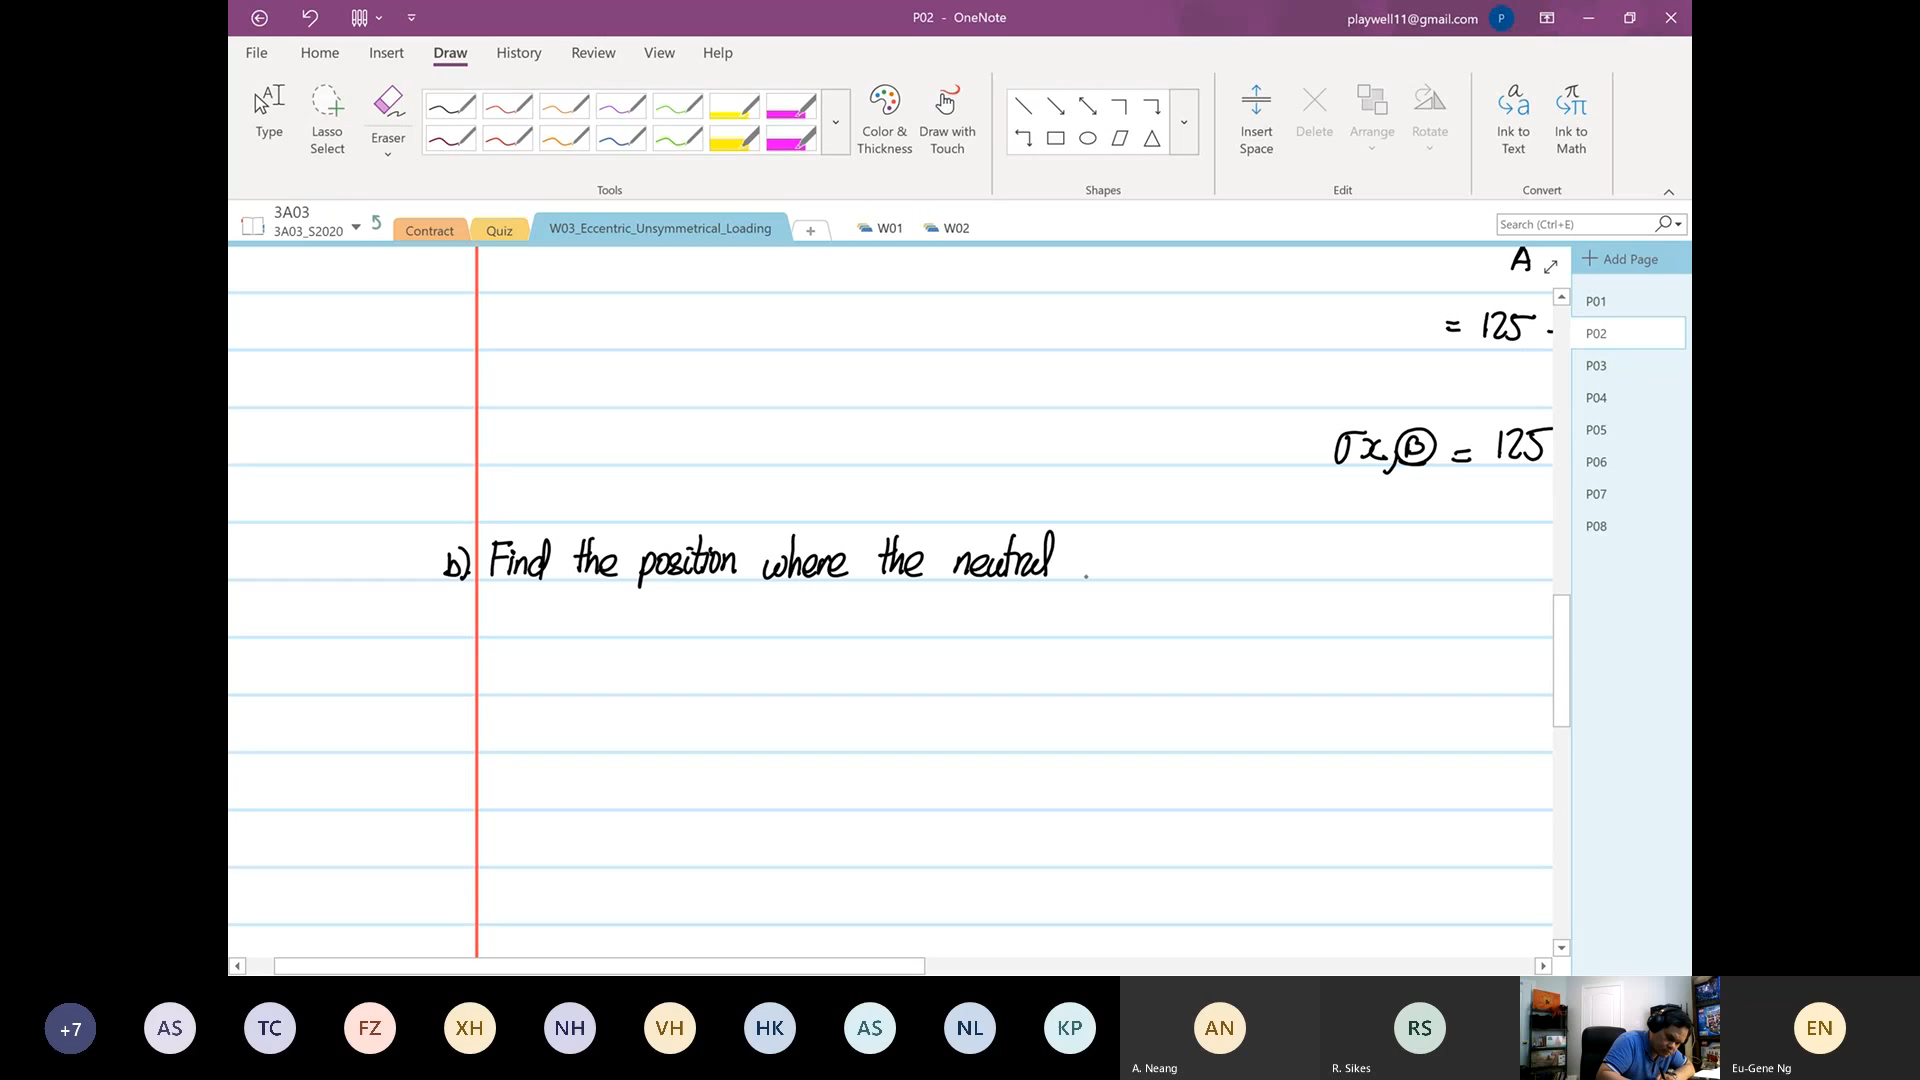 P02 - OneNote
playwell11@gmail.com
P
File Home Insert Draw History Review View Help
Type
Lasso Select
Eraser
Color & Thickness
Draw with Touch
Insert Space
Delete
Arrange
Rotate
Ink to Text
Ink to Math
Tools
Shapes
Edit
Convert
3A03
3A03_S2020
Contract
Quiz
W03_Eccentric_Unsymmetrical_Loading
W01
W02
Search (Ctrl+E)
Add Page
P01
P02
P03
P04
P05
P06
P07
P08
A
= 125 -
σx,Ⓑ = 125
b) Find the position where the neutral
+7 AS TC FZ XH NH VH HK AS NL KP AN RS EN
A. Neang
R. Sikes
Eu-Gene Ng